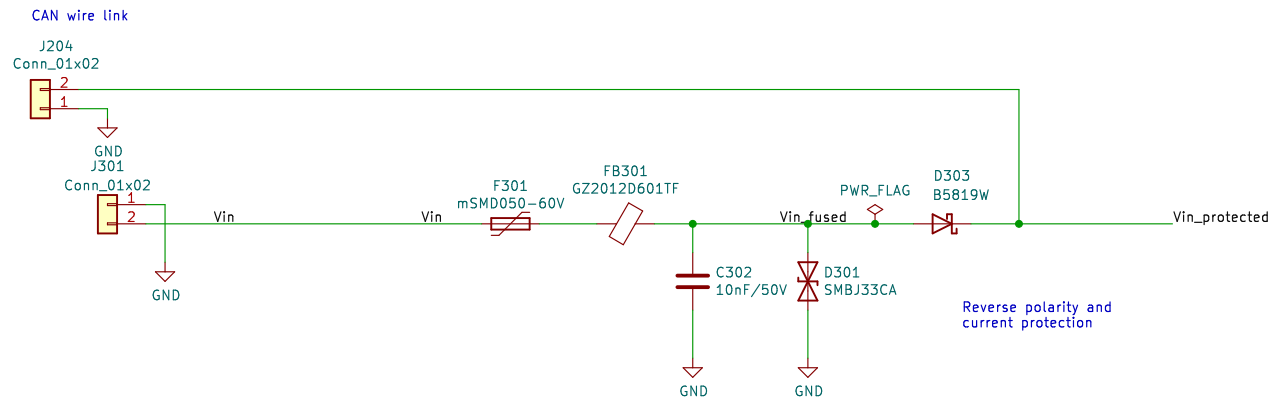 CAN wire link
J204
Conn_01x02
2
1
GND
J301
Conn_01x02
1
2
GND
Vin
Vin
F301
mSMD050-60V
FB301
GZ2012D601TF
Vin_fused
PWR_FLAG
D303
B5819W
Vin_protected
C302
10nF/50V
D301
SMBJ33CA
GND
GND
Reverse polarity and
current protection